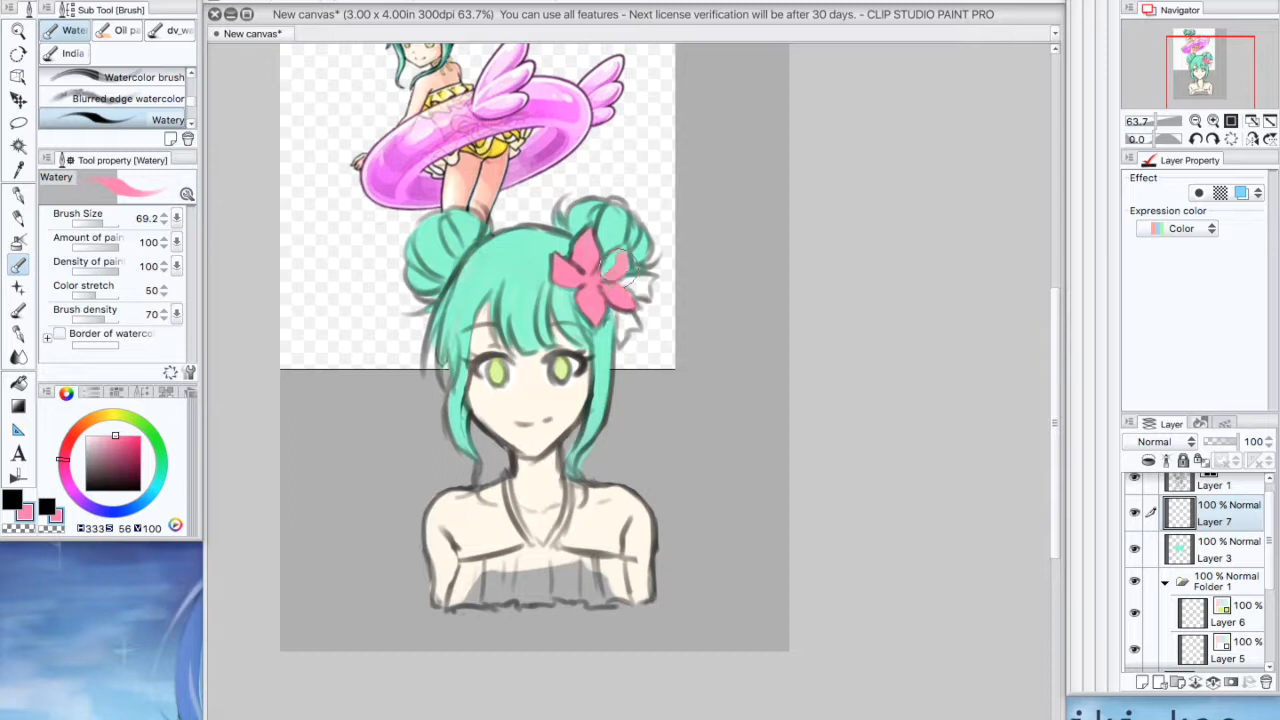 Sub Tool [Brush]
Wate
Oil pa
dv_w
India
Watercolor brush
Blurred edge watercolor
Watery
Tool property [Watery]
Watery
Brush Size
69.2
Amount of pain
100
Density of pain
100
Color stretch
50
Brush density
70
Border of waterco
333 S 56 V 100
New canvas* (3.00 x 4.00in 300dpi 63.7%) You can use all features - Next license verification will be after 30 days. - CLIP STUDIO PAINT PRO
New canvas*
Navigator
63.7
0.0
Layer Property
Effect
Expression color
Color
Layer
Normal
100
Layer 1
100 % Normal
Layer 7
100 % Normal
Layer 3
100 % Normal
Folder 1
100 %
Layer 6
100 %
Layer 5